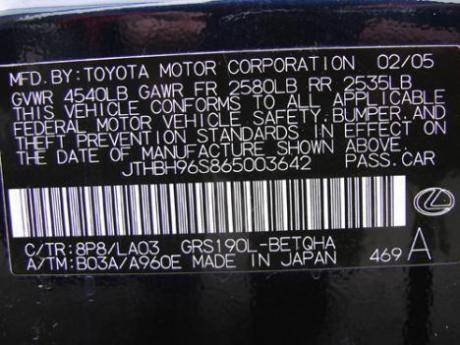 MFD.BY:TOYOTA MOTOR CORPORATION 02/05
GVWR 4540LB GAWR FR 2580LB RR 2535LB
THIS VEHICLE CONFORMS TO ALL APPLICABLE
FEDERAL MOTOR VEHICLE SAFETY,BUMPER,AND
THEFT PREVENTION STANDARDS IN EFFECT ON
THE DATE OF MANUFACTURE SHOWN ABOVE.
JTHBH96S865003642 PASS.CAR
C/TR:8P8/LA03 GRS190L-BETQHA
A/TM:B03A/A960E MADE IN JAPAN 469 A